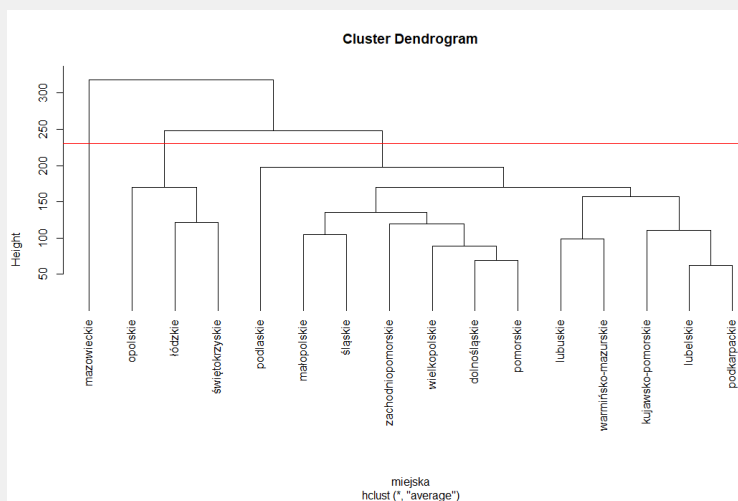 Cluster Dendrogram
Height
300
250
200
150
100
50
mazowieckie
opolskie
łódzkie
świętokrzyskie
podlaskie
małopolskie
śląskie
zachodniopomorskie
wielkopolskie
dolnośląskie
pomorskie
lubuskie
warmińsko-mazurskie
kujawsko-pomorskie
lubelskie
podkarpackie
miejska
hclust (*, "average")